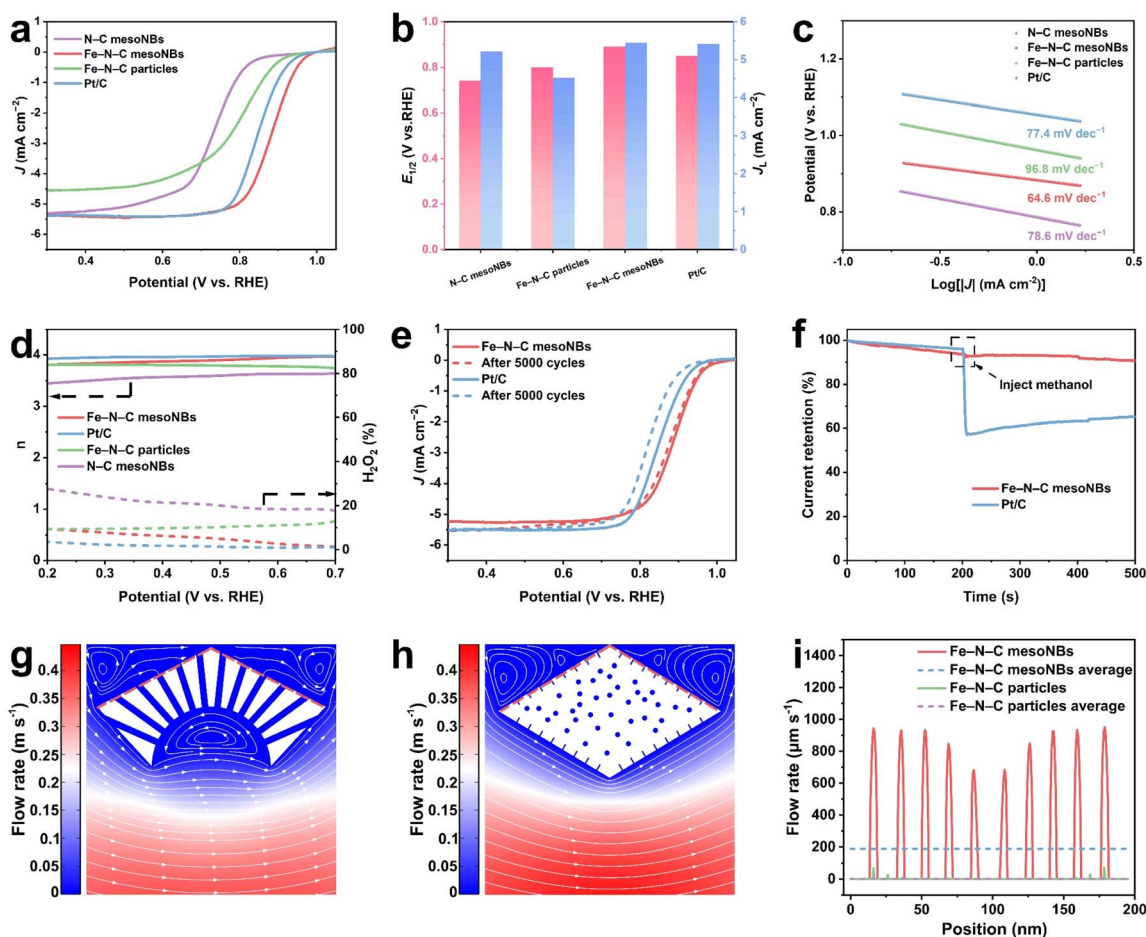 a
N–C mesoNBs
Fe–N–C mesoNBs
Fe–N–C particles
Pt/C
J (mA cm⁻²)
0
-1
-2
-3
-4
-5
-6
0.4 0.6 0.8 1.0
Potential (V vs. RHE)
b
E1/2 (V vs.RHE)
1.0
0.8
0.6
0.4
0.2
0.0
6
5
4
3
2
1
0
JL (mA cm⁻²)
N–C mesoNBs
Fe–N–C particles
Fe–N–C mesoNBs
Pt/C
c
N–C mesoNBs
Fe–N–C mesoNBs
Fe–N–C particles
Pt/C
Potential (V vs. RHE)
1.2
1.0
0.8
77.4 mV dec⁻¹
96.8 mV dec⁻¹
64.6 mV dec⁻¹
78.6 mV dec⁻¹
-1.0 -0.5 0.0 0.5
Log[|J| (mA cm⁻²)]
d
n
4
3
2
1
0
100
80
60
40
30
20
10
0
H₂O₂ (%)
Fe–N–C mesoNBs
Pt/C
Fe–N–C particles
N–C mesoNBs
0.2 0.3 0.4 0.5 0.6 0.7
Potential (V vs. RHE)
e
Fe–N–C mesoNBs
After 5000 cycles
Pt/C
After 5000 cycles
J (mA cm⁻²)
0
-1
-2
-3
-4
-5
-6
0.4 0.6 0.8 1.0
Potential (V vs. RHE)
f
Current retention (%)
100
80
60
40
20
0
Inject methanol
Fe–N–C mesoNBs
Pt/C
0 100 200 300 400 500
Time (s)
g
Flow rate (m s⁻¹)
0.4
0.35
0.3
0.25
0.2
0.15
0.1
0.05
0
h
Flow rate (m s⁻¹)
0.4
0.35
0.3
0.25
0.2
0.15
0.1
0.05
0
i
Fe–N–C mesoNBs
Fe–N–C mesoNBs average
Fe–N–C particles
Fe–N–C particles average
Flow rate (μm s⁻¹)
1400
1200
1000
800
600
400
200
0
0 50 100 150 200
Position (nm)